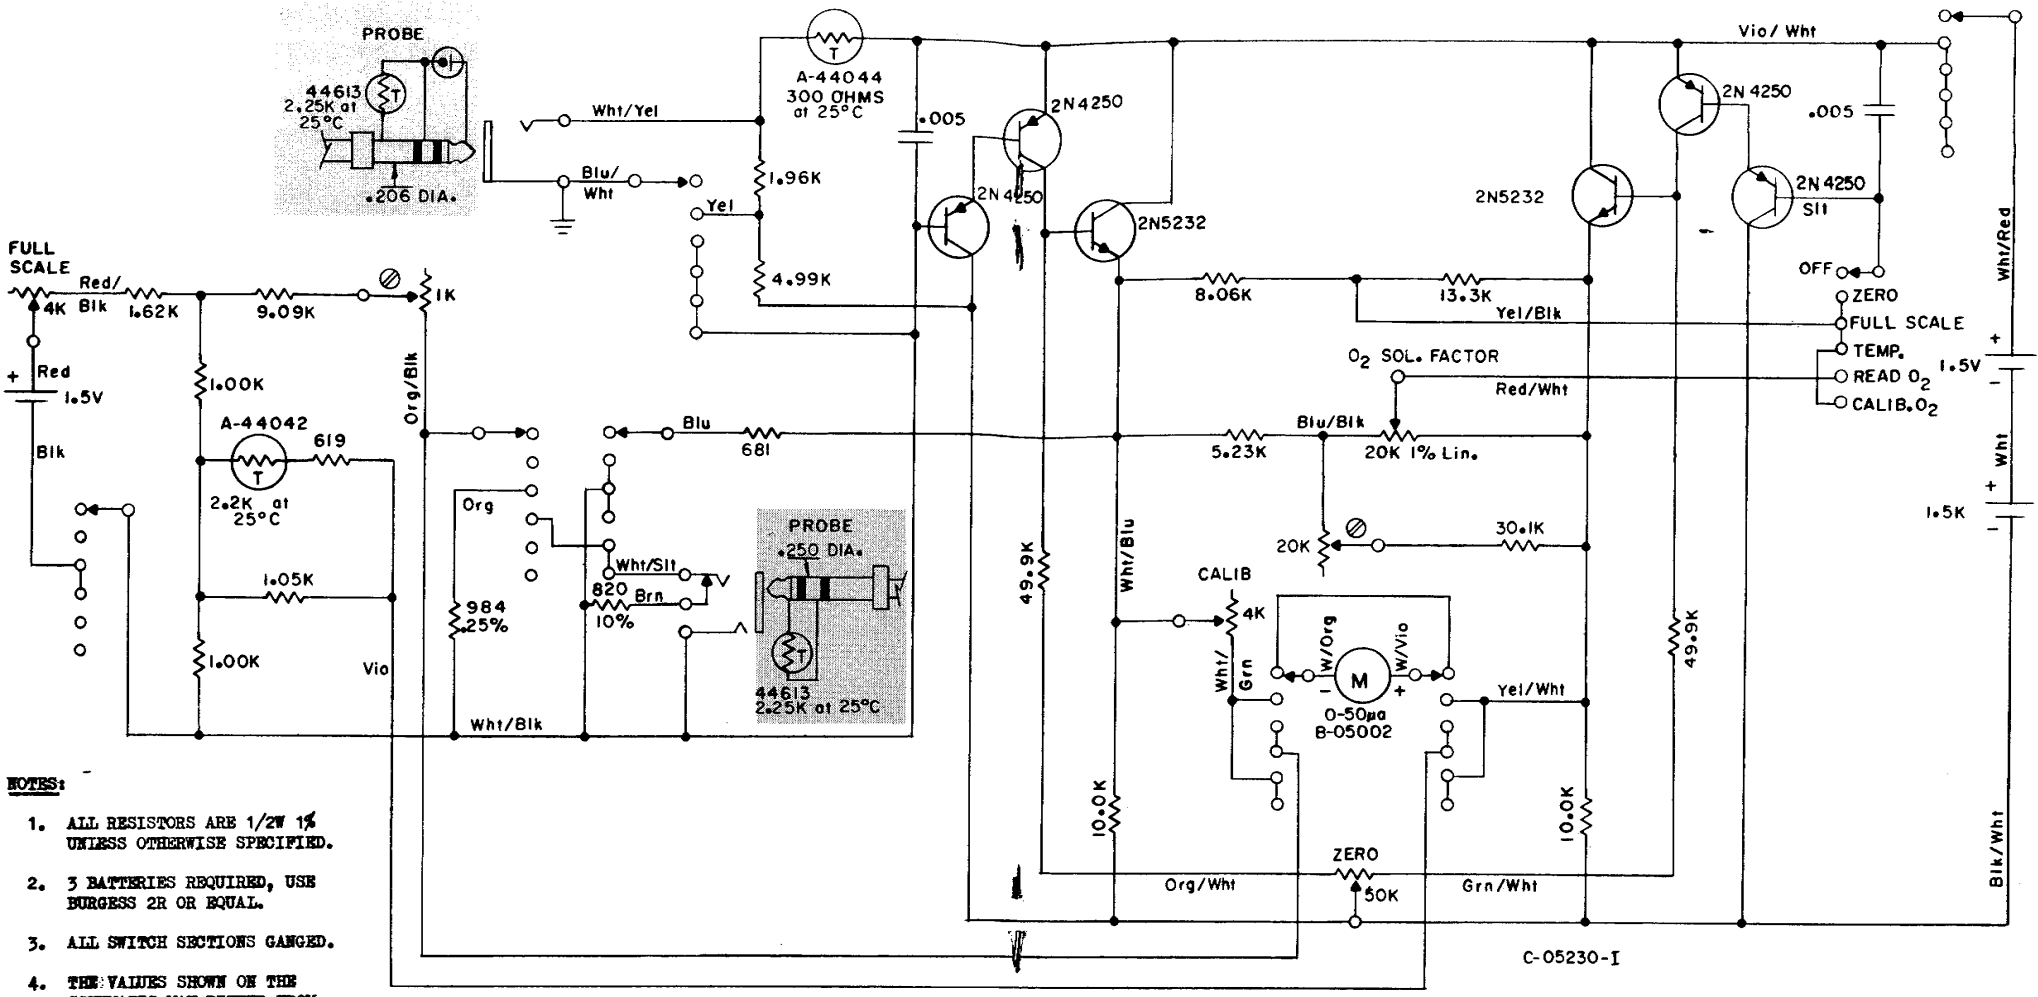 PROBE
44613
2.25K at
25°C
.206 DIA.
T
Wht/Yel
Blu/
Wht
Yel
T
A-44044
300 OHMS
at 25°C
1.96K
4.99K
.005
2N4250
2N4250
2N5232
Vio/Wht
2N4250
.005
2N5232
2N4250
Slt
OFF
ZERO
FULL SCALE
TEMP.
READ O2
CALIB.O2
Wht/Red
+
1.5V
-
Wht
+
1.5K
-
Blk/Wht
FULL
SCALE
4K
Red/
Blk
1.62K
9.09K
1K
+
Red
1.5V
Blk
1.00K
A-44042
619
T
2.2K at
25°C
1.05K
1.00K
Vio
Org/Blk
Org
984
.25%
Blu
681
Wht/Slt
820
10%
Brn
Wht/Blk
PROBE
.250 DIA.
T
44613
2.25K at 25°C
8.06K
13.3K
Yel/Blk
O2 SOL. FACTOR
Red/Wht
5.23K
Blu/Blk
20K 1% Lin.
20K
30.1K
49.9K
Wht/Blu
CALIB
4K
Wht/
Grn
W/Org
M
W/Vio
-
+
0-50µa
B-05002
Yel/Wht
49.9K
10.0K
10.0K
ZERO
Org/Wht
50K
Grn/Wht
C-05230-I
NOTES:
1. ALL RESISTORS ARE 1/2W 1%
UNLESS OTHERWISE SPECIFIED.
2. 3 BATTERIES REQUIRED, USE
BURGESS 2R OR EQUAL.
3. ALL SWITCH SECTIONS GANGED.
4. THE VALUES SHOWN ON THE